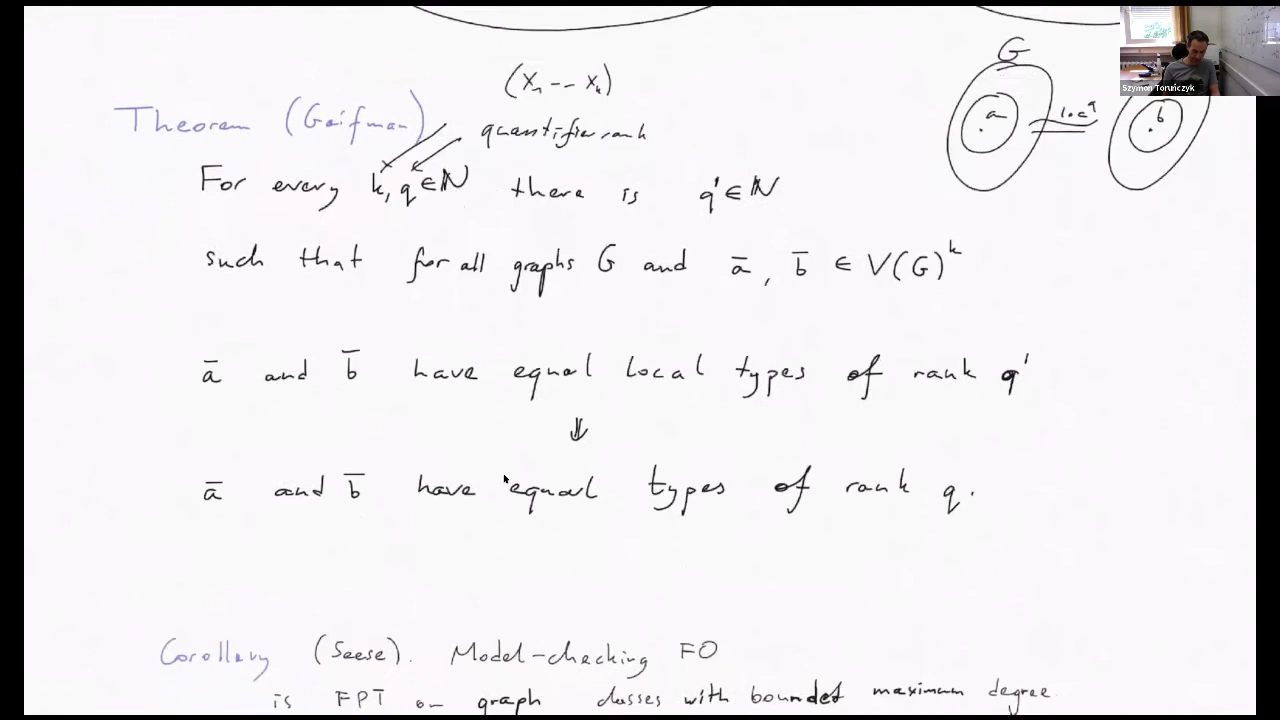 G
Szymon Toruńczyk
(x₁ -- xₖ)
a
loc q
b
Theorem (Gaifman)
quantifier rank
For every k, q ∈ ℕ there is q' ∈ ℕ
such that for all graphs G and ā, b̄ ∈ V(G)ᵏ
ā and b̄ have equal local types of rank q'
⇓
ā and b̄ have equal types of rank q.
Corollary (Seese). Model-checking FO
is FPT on graph classes with bounded maximum degree